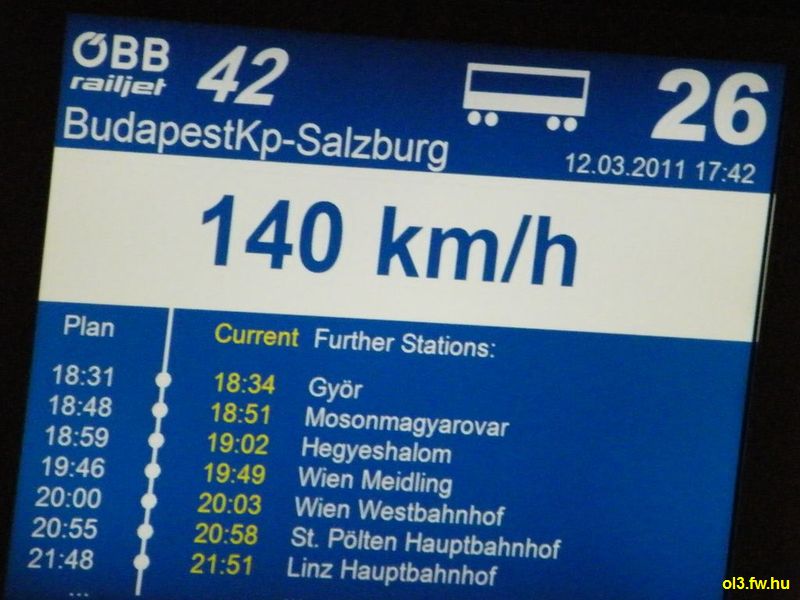 ÖBB 42 26
railjet
BudapestKp-Salzburg
12.03.2011 17:42
140 km/h
Plan Current Further Stations:
18:31 18:34 Győr
18:48 18:51 Mosonmagyarovar
18:59 19:02 Hegyeshalom
19:46 19:49 Wien Meidling
20:00 20:03 Wien Westbahnhof
20:55 20:58 St. Pölten Hauptbahnhof
21:48 21:51 Linz Hauptbahnhof
...
ol3.fw.hu